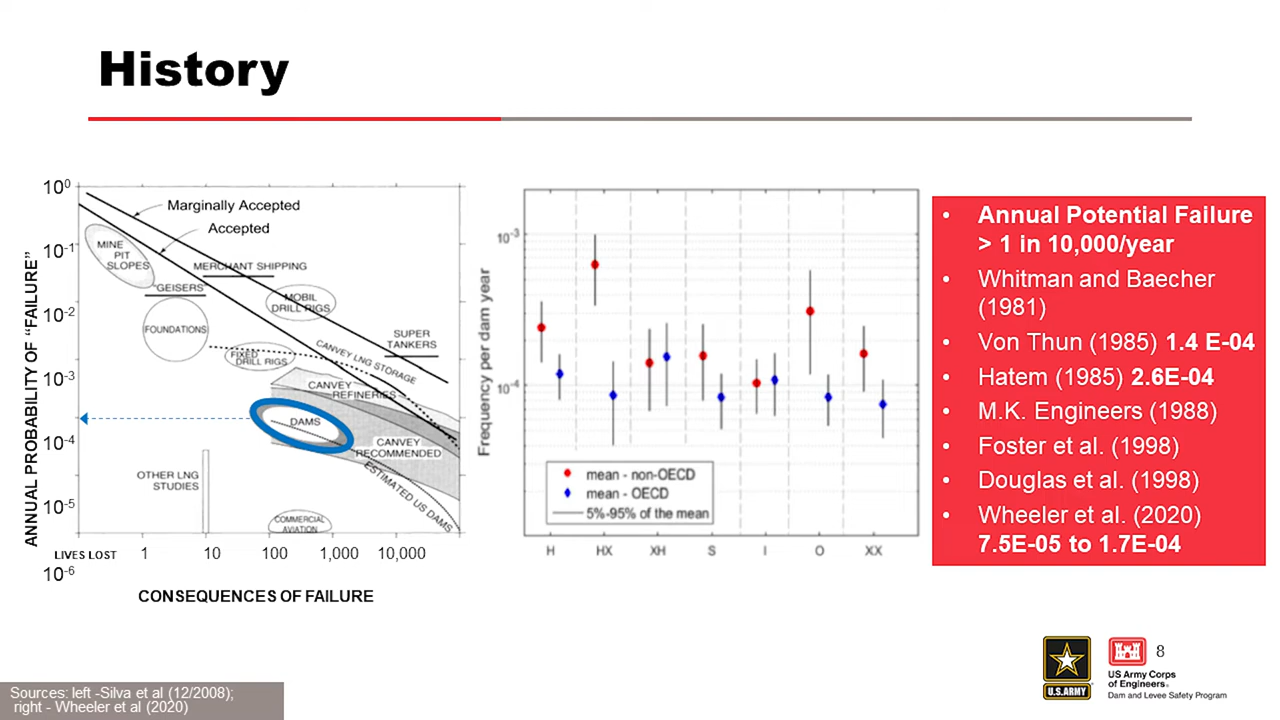 History
10⁰
10⁻¹
10⁻²
10⁻³
10⁻⁴
10⁻⁵
10⁻⁶
ANNUAL PROBABILITY OF “FAILURE”
Marginally Accepted
Accepted
MINE
PIT
SLOPES
MERCHANT SHIPPING
GEISERS
MOBIL
DRILL RIGS
FOUNDATIONS
SUPER
TANKERS
FIXED
DRILL RIGS
CANVEY LNG STORAGE
CANVEY
REFINERIES
DAMS
CANVEY
RECOMMENDED
OTHER LNG
STUDIES
ESTIMATED US DAMS
COMMERCIAL
AVIATION
LIVES LOST 1 10 100 1,000 10,000
CONSEQUENCES OF FAILURE
Frequency per dam year
10⁻³
10⁻⁴
mean - non-OECD
mean - OECD
5%-95% of the mean
H HX XH S I O XX
• Annual Potential Failure
> 1 in 10,000/year
• Whitman and Baecher
(1981)
• Von Thun (1985) 1.4 E-04
• Hatem (1985) 2.6E-04
• M.K. Engineers (1988)
• Foster et al. (1998)
• Douglas et al. (1998)
• Wheeler et al. (2020)
7.5E-05 to 1.7E-04
U.S. ARMY
8
US Army Corps
of Engineers®
Dam and Levee Safety Program
Sources: left -Silva et al (12/2008);
right - Wheeler et al (2020)